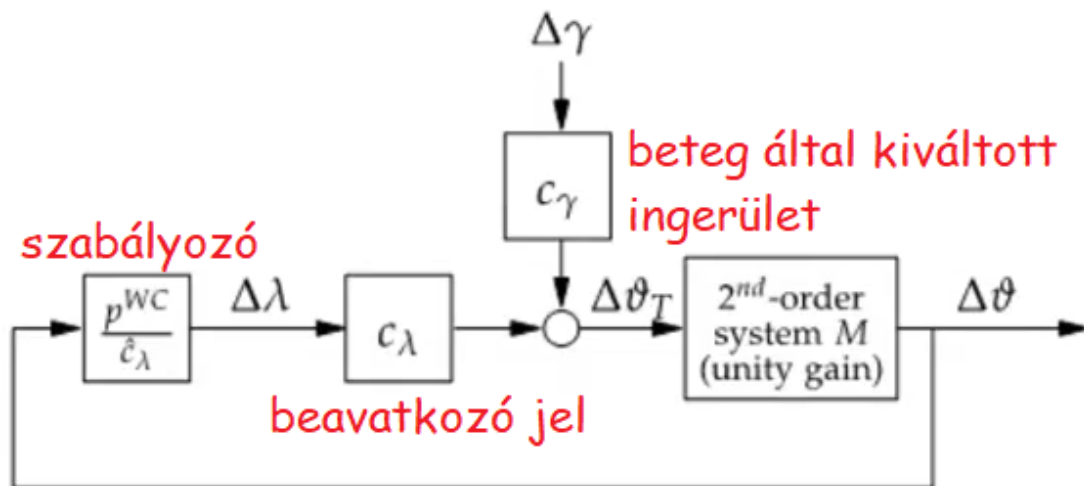 Δγ
c_γ
beteg által kiváltott
ingerület
szabályozó
p^{WC}
ĉ_λ
Δλ
c_λ
Δϑ_T
2^{nd}-order
system M
(unity gain)
Δϑ
beavatkozó jel